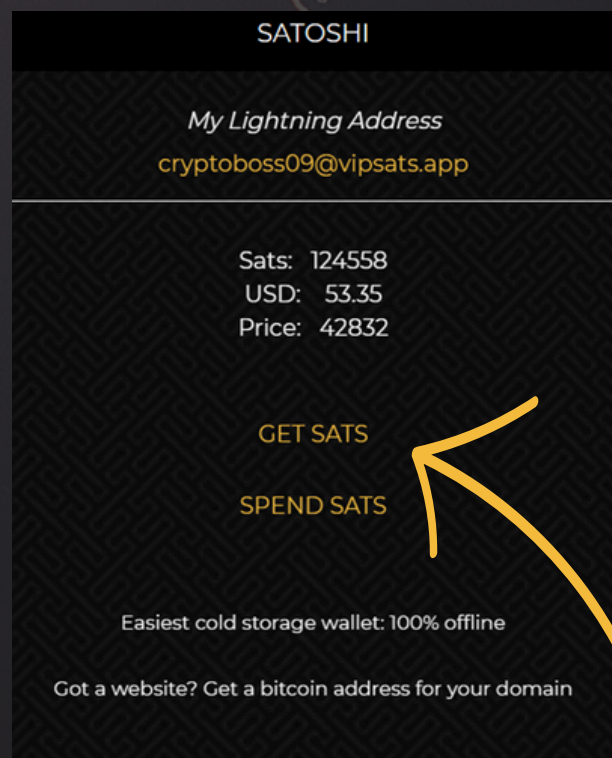 SATOSHI
My Lightning Address
cryptoboss09@vipsats.app
Sats: 124558
USD: 53.35
Price: 42832
GET SATS
SPEND SATS
Easiest cold storage wallet: 100% offline
Got a website? Get a bitcoin address for your domain